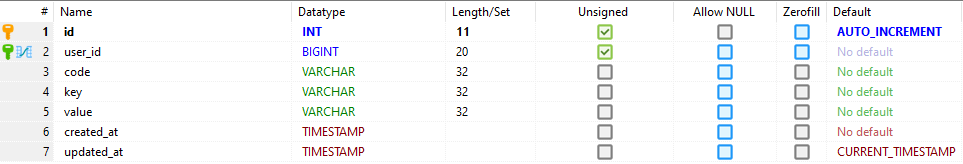 # Name Datatype Length/Set Unsigned Allow NULL Zerofill Default
1 id INT 11 AUTO_INCREMENT
2 user_id BIGINT 20 No default
3 code VARCHAR 32 No default
4 key VARCHAR 32 No default
5 value VARCHAR 32 No default
6 created_at TIMESTAMP No default
7 updated_at TIMESTAMP CURRENT_TIMESTAMP